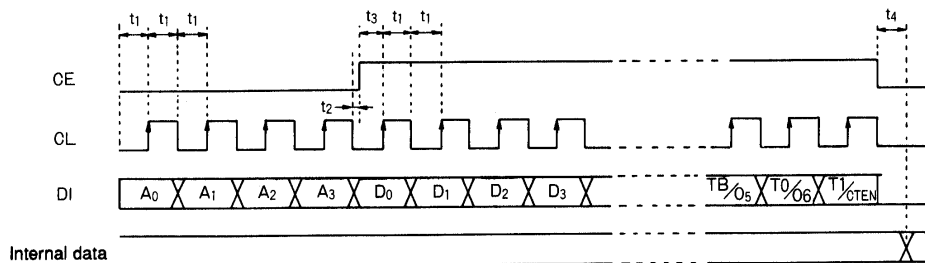 t₁ t₁ t₁ t₃ t₁ t₁ t₄
CE
t₂
CL
DI A₀ A₁ A₂ A₃ D₀ D₁ D₂ D₃ TB/O₅ T0/O6 T1/CTEN
Internal data